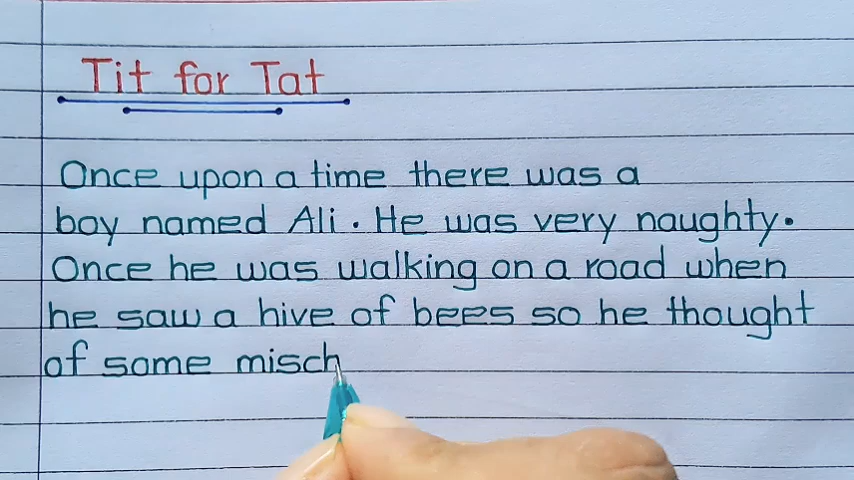 Tit for Tat
Once upon a time there was a
boy named Ali. He was very naughty.
Once he was walking on a road when
he saw a hive of bees so he thought
of some misch